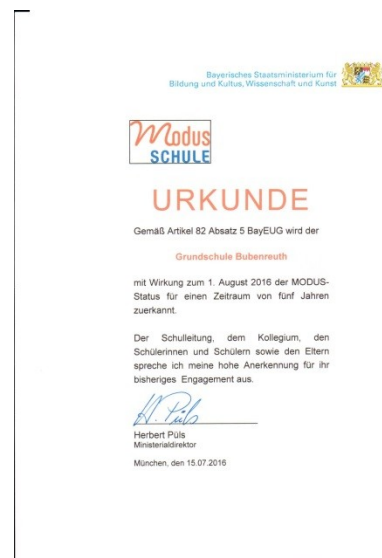 Bayerisches Staatsministerium für
Bildung und Kultus, Wissenschaft und Kunst
Modus
SCHULE
URKUNDE
Gemäß Artikel 82 Absatz 5 BayEUG wird der
Grundschule Bubenreuth
mit Wirkung zum 1. August 2016 der MODUS-
Status für einen Zeitraum von fünf Jahren
zuerkannt.
Der Schulleitung, dem Kollegium, den
Schülerinnen und Schülern sowie den Eltern
spreche ich meine hohe Anerkennung für ihr
bisheriges Engagement aus.
H. Püls
Herbert Püls
Ministerialdirektor
München, den 15.07.2016